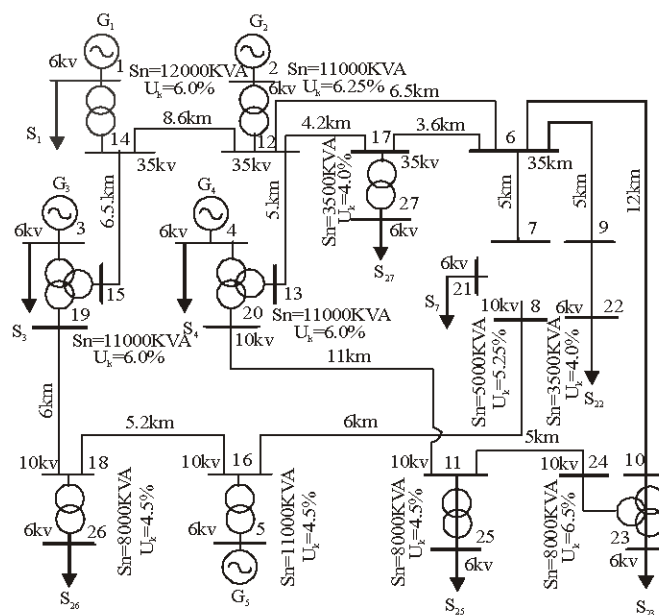 G₁
G₂
6kv
1
Sn=12000KVA
Uₖ=6.0%
2
6kv
Sn=11000KVA
Uₖ=6.25%
6.5km
S₁
14
35kv
8.6km
12
35kv
4.2km
17
35kv
3.6km
6
35km
6.5.km
5.km
5km
5km
12km
G₃
G₄
6kv
3
6kv
4
Sn=3500KVA
Uₖ=4.0%
27
6kv
S₂₇
7
9
15
13
6kv
21
S₇
S₃
19
Sn=11000KVA
Uₖ=6.0%
S₄
20
10kv
Sn=11000KVA
Uₖ=6.0%
10kv
8
Sn=5000KVA
Uₖ=5.25%
6kv
22
Sn=3500KVA
Uₖ=4.0%
S₂₂
11km
6km
5.2km
6km
5km
10kv
18
10kv
16
10kv
11
10kv
24
10
6kv
26
Sn=8000KVA
Uₖ=4.5%
6kv
5
Sn=11000KVA
Uₖ=4.5%
Sn=8000KVA
Uₖ=4.5%
25
6kv
Sn=8000KVA
Uₖ=6.5%
23
6kv
S₂₆
G₅
S₂₅